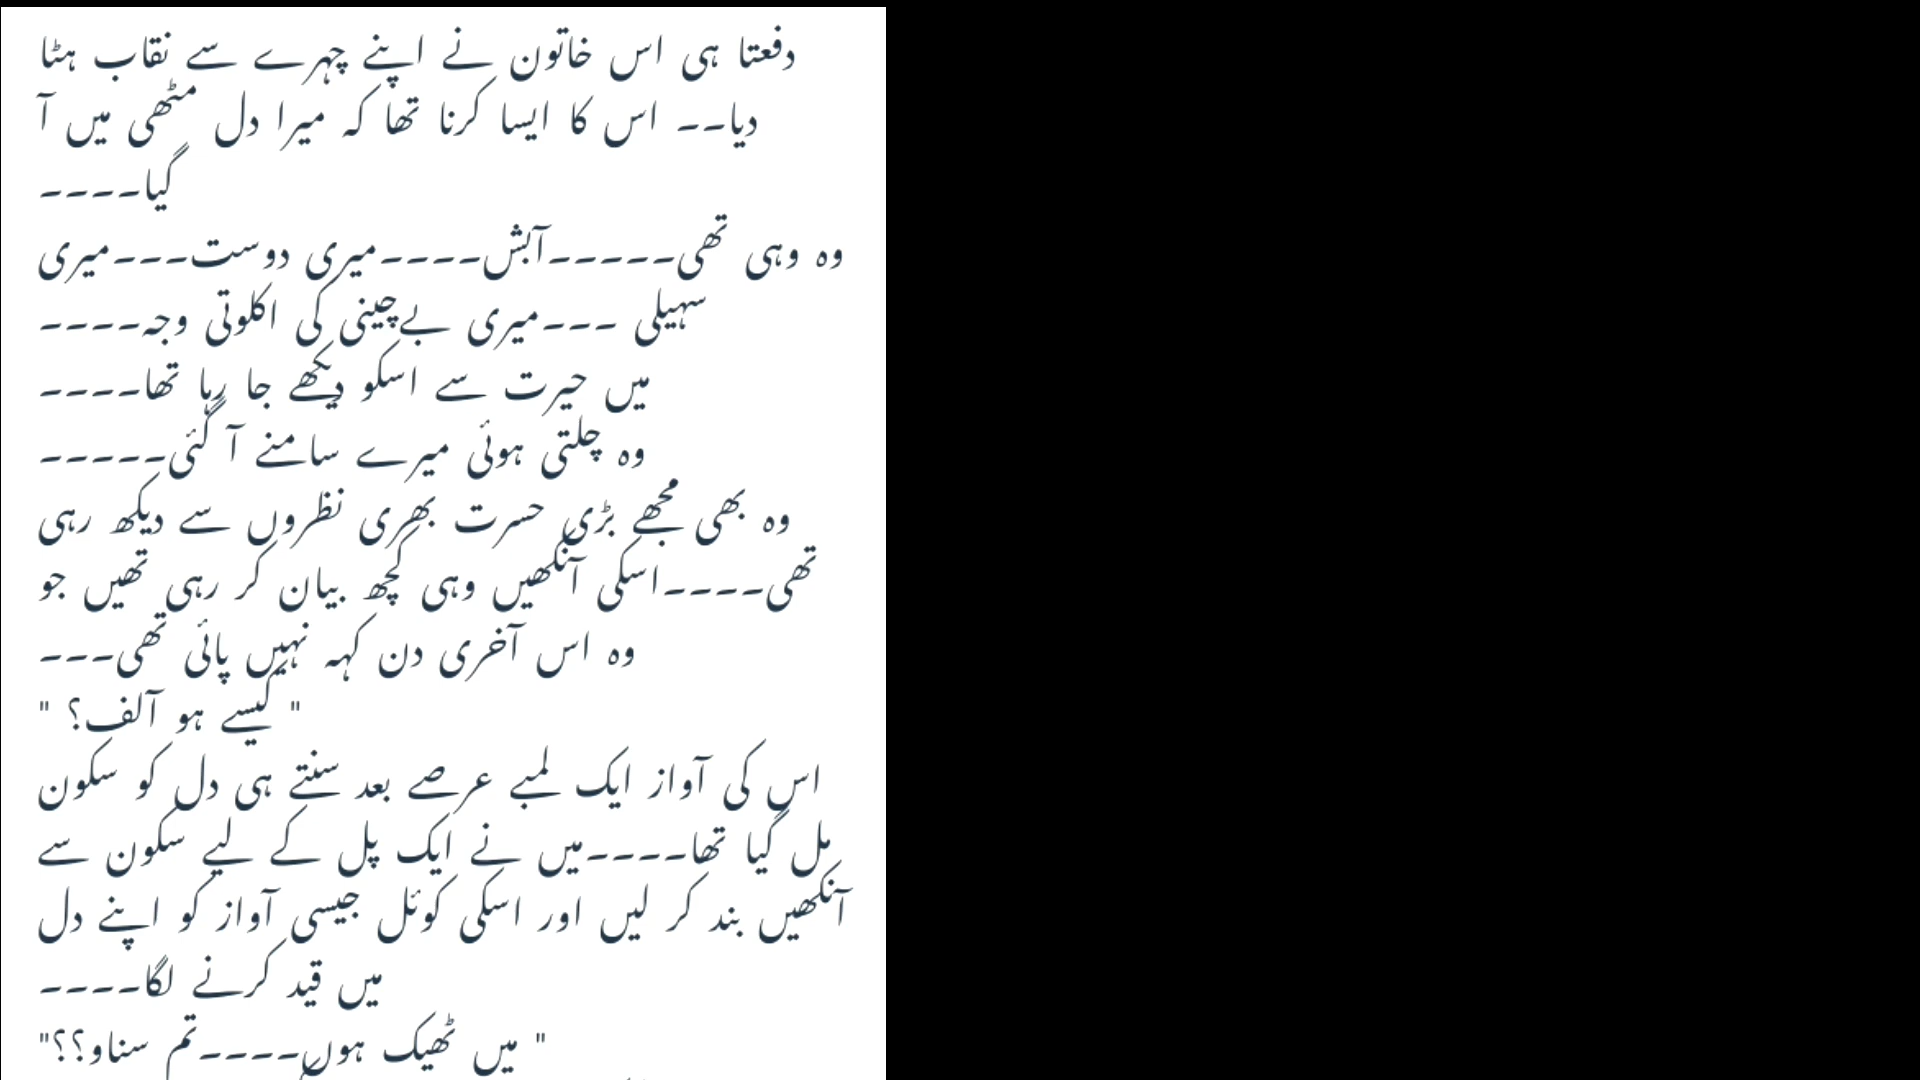 دفعتا ہی اس خاتون نے اپنے چہرے سے نقاب ہٹا
دیا-- اس کا ایسا کرنا تھا کہ میرا دل مٹھی میں آ
گیا----
وہ وہی تھی-----آبش----میری دوست---میری
سہیلی ---میری بےچینی کی اکلوتی وجہ----
میں حیرت سے اسکو دیکھے جا رہا تھا----
وہ چلتی ہوئی میرے سامنے آ گئی-----
وہ بھی مجھے بڑی حسرت بھری نظروں سے دیکھ رہی
تھی----اسکی آنکھیں وہی کچھ بیان کر رہی تھیں جو
وہ اس آخری دن کہہ نہیں پائی تھی---
" کیسے ہو آلف؟ "
اس کی آواز ایک لمبے عرصے بعد سنتے ہی دل کو سکون
مل گیا تھا----میں نے ایک پل کے لیے سکون سے
آنکھیں بند کر لیں اور اسکی کوئل جیسی آواز کو اپنے دل
میں قید کرنے لگا----
" میں ٹھیک ہوں----تم سناو؟؟"